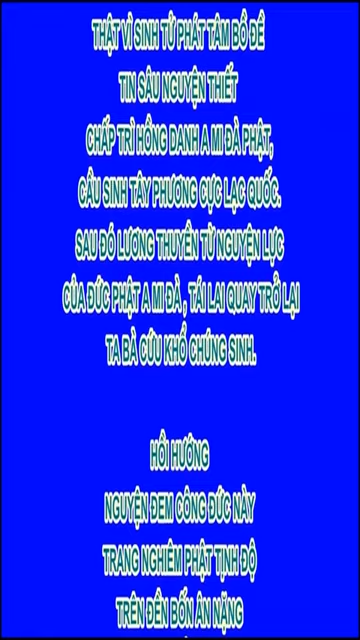 THẬT VÌ SINH TỬ PHÁT TÂM BỒ ĐỀ
TIN SÂU NGUYỆN THIẾT
CHẤP TRÌ HỒNG DANH A MI ĐÀ PHẬT,
CẦU SINH TÂY PHƯƠNG CỰC LẠC QUỐC.
SAU ĐÓ LƯƠNG THUYỀN TỪ NGUYỆN LỰC
CỦA ĐỨC PHẬT A MI ĐÀ , TÁI LAI QUAY TRỞ LẠI
TA BÀ CỨU KHỔ CHÚNG SINH.
HỒI HƯỚNG
NGUYỆN ĐEM CÔNG ĐỨC NÀY
TRANG NGHIÊM PHẬT TỊNH ĐỘ
TRÊN ĐỀN BỐN ÂN NẶNG